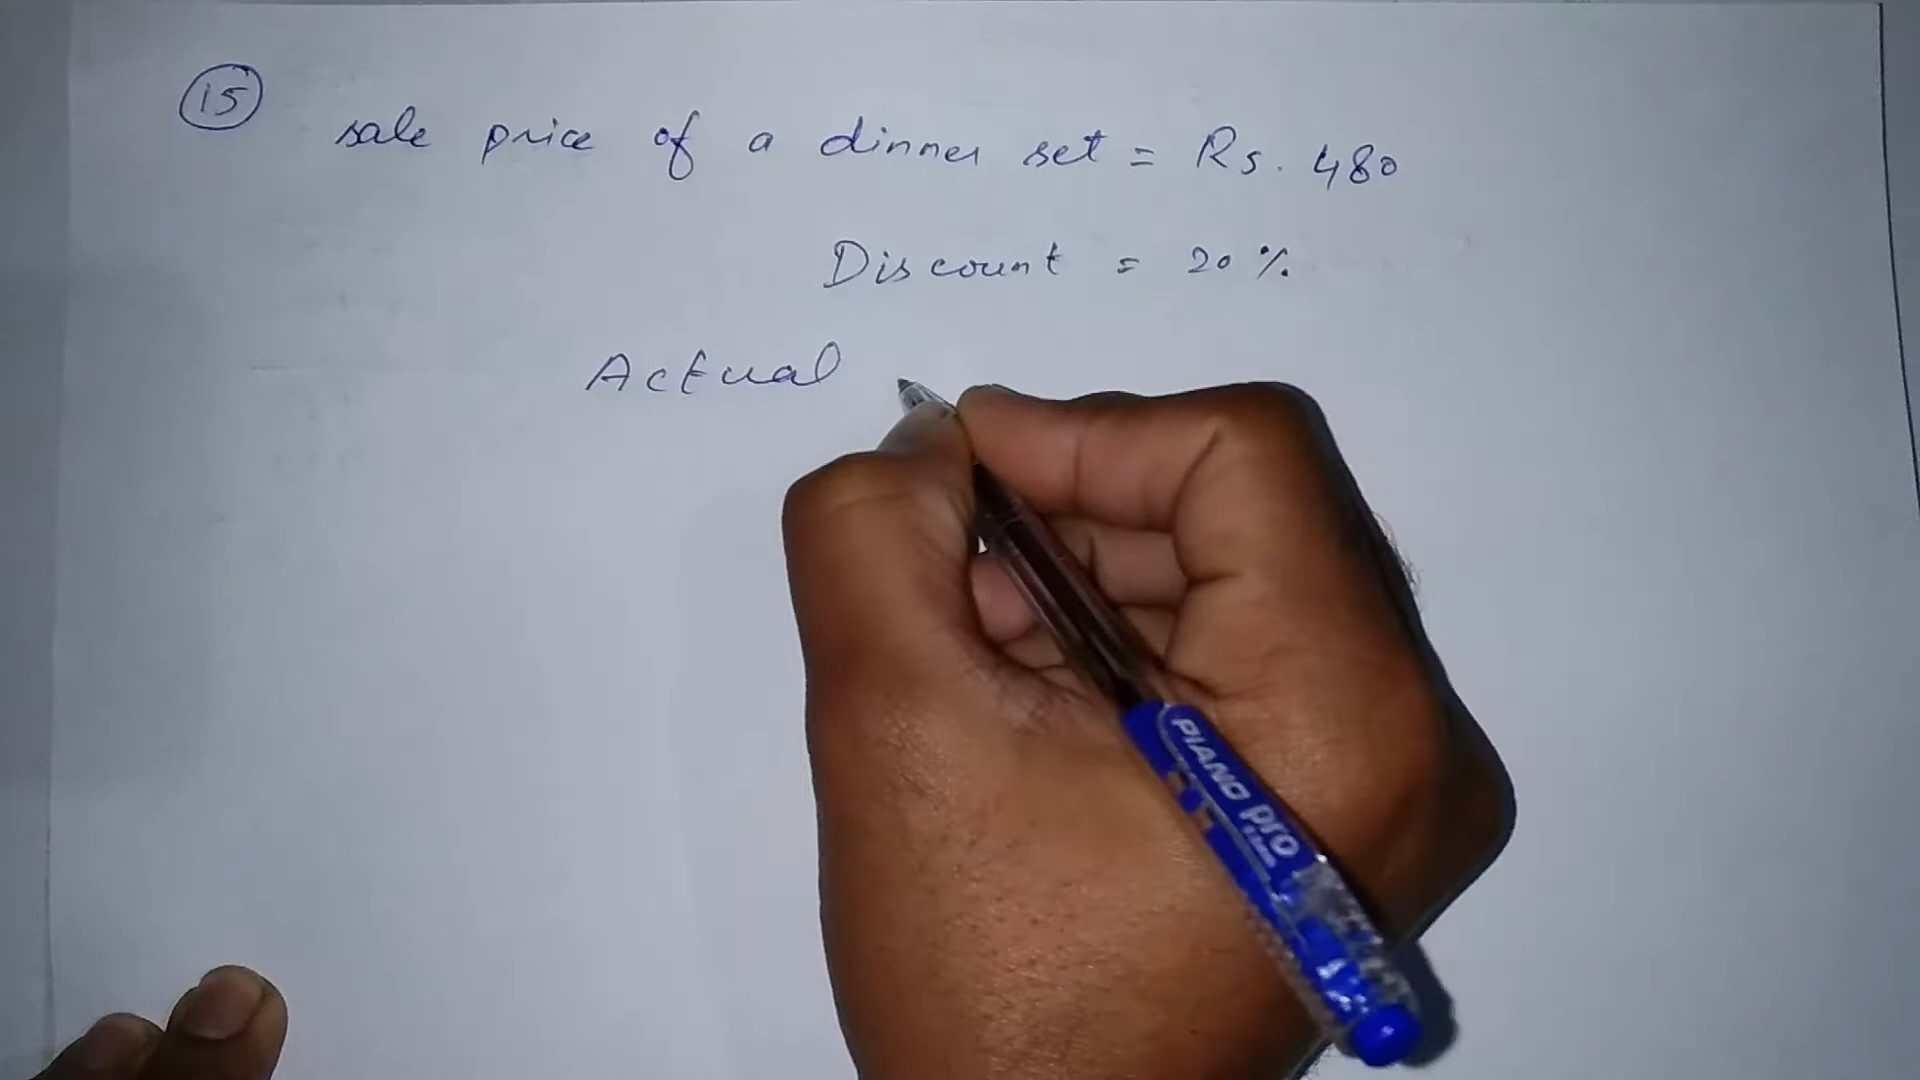 15
sale price of a dinner set = Rs. 480
Discount = 20 %
Actual
PIANO pro